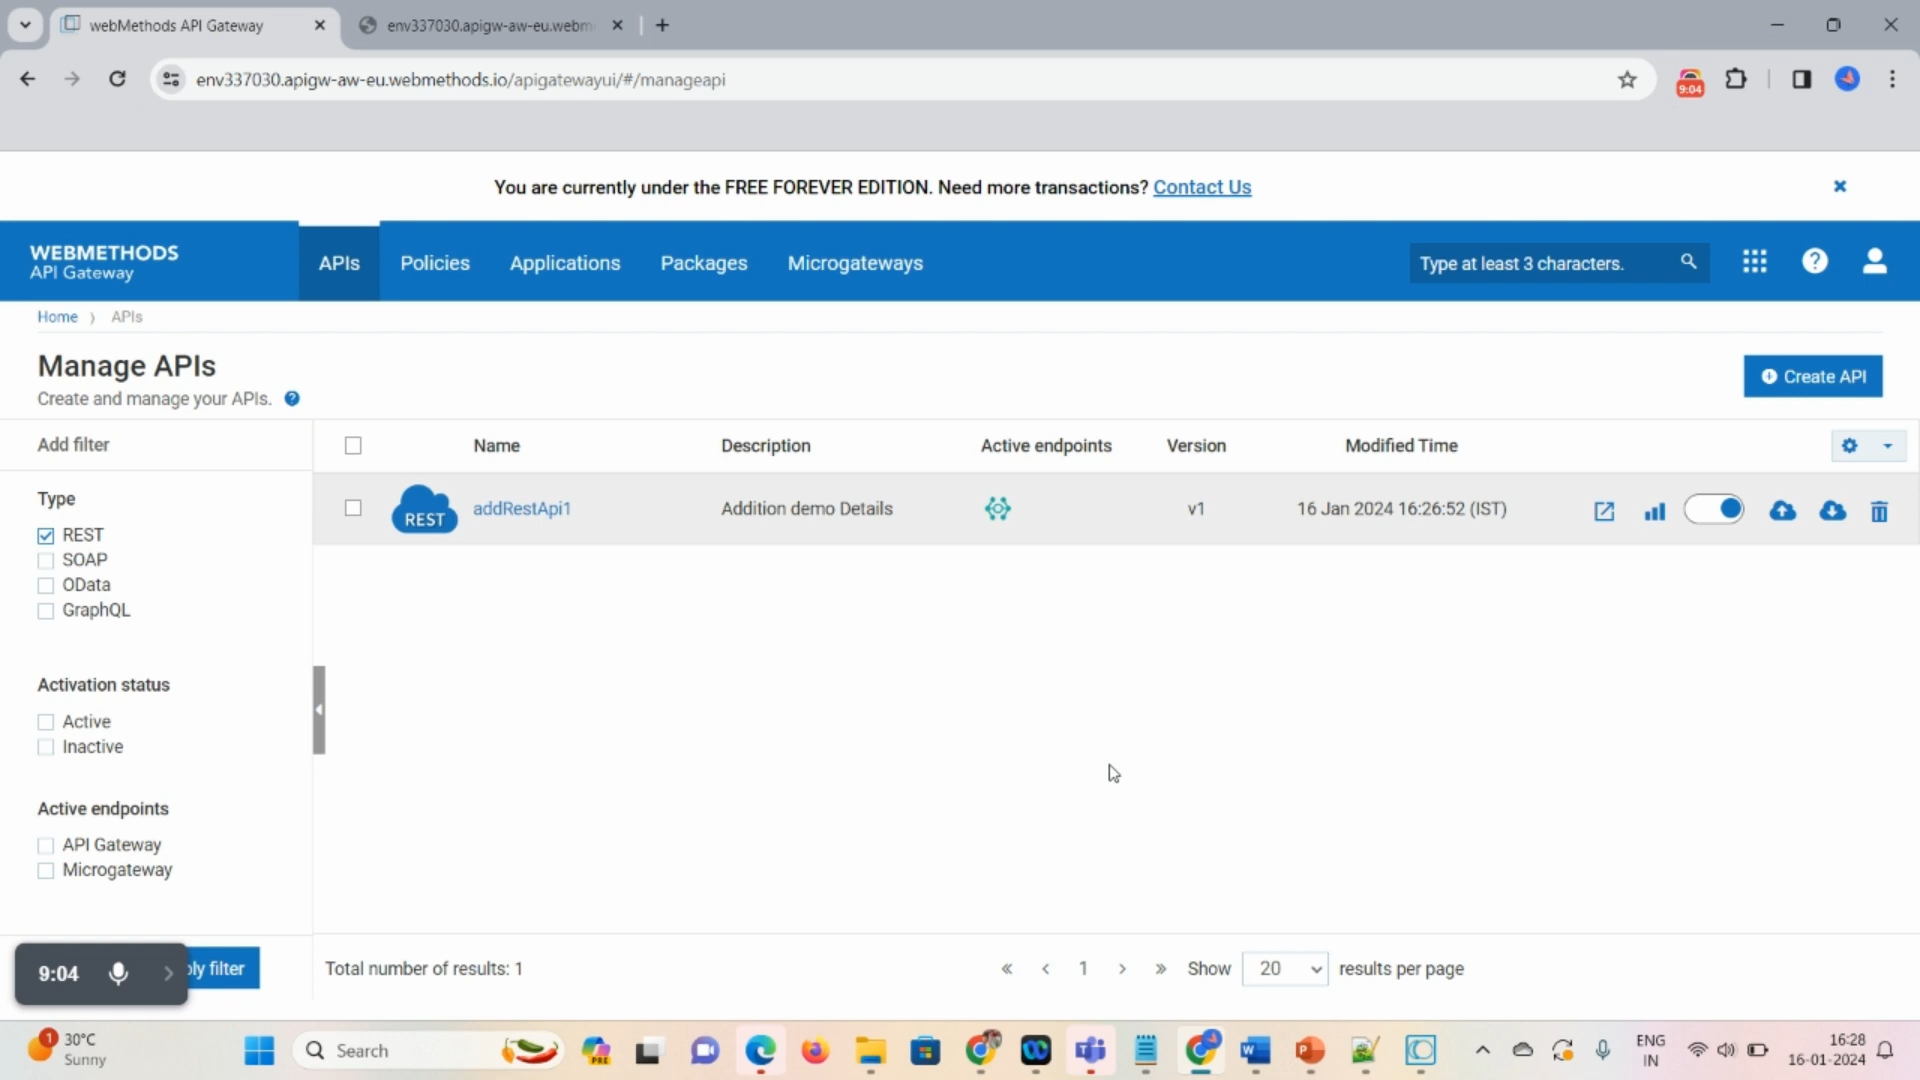 webMethods API Gateway
env337030.apigw-aw-eu.webm
env337030.apigw-aw-eu.webmethods.io/apigatewayui/#/manageapi
9:04
You are currently under the FREE FOREVER EDITION. Need more transactions? Contact Us
WEBMETHODS
API Gateway
APIs
Policies
Applications
Packages
Microgateways
Type at least 3 characters.
Home
APIs
Manage APIs
Create and manage your APIs.
Create API
Add filter
Name
Description
Active endpoints
Version
Modified Time
REST
addRestApi1
Addition demo Details
v1
16 Jan 2024 16:26:52 (IST)
Type
REST
SOAP
OData
GraphQL
Activation status
Active
Inactive
Active endpoints
API Gateway
Microgateway
9:04
ply filter
Total number of results: 1
« ‹ 1 › » Show 20 results per page
1
30°C
Sunny
Search
PRE
ENG
IN
16:28
16-01-2024